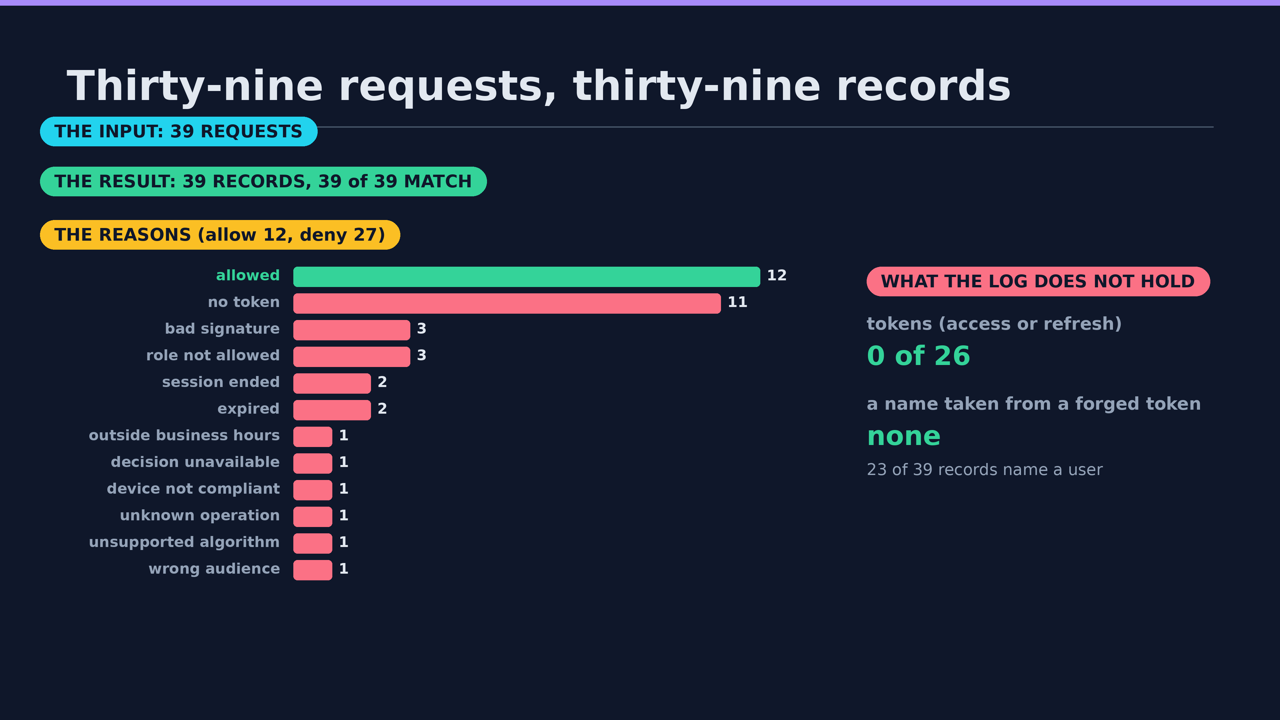 Thirty-nine requests, thirty-nine records
THE INPUT: 39 REQUESTS
THE RESULT: 39 RECORDS, 39 of 39 MATCH
THE REASONS (allow 12, deny 27)
allowed 12
no token 11
bad signature 3
role not allowed 3
session ended 2
expired 2
outside business hours 1
decision unavailable 1
device not compliant 1
unknown operation 1
unsupported algorithm 1
wrong audience 1
WHAT THE LOG DOES NOT HOLD
tokens (access or refresh)
0 of 26
a name taken from a forged token
none
23 of 39 records name a user